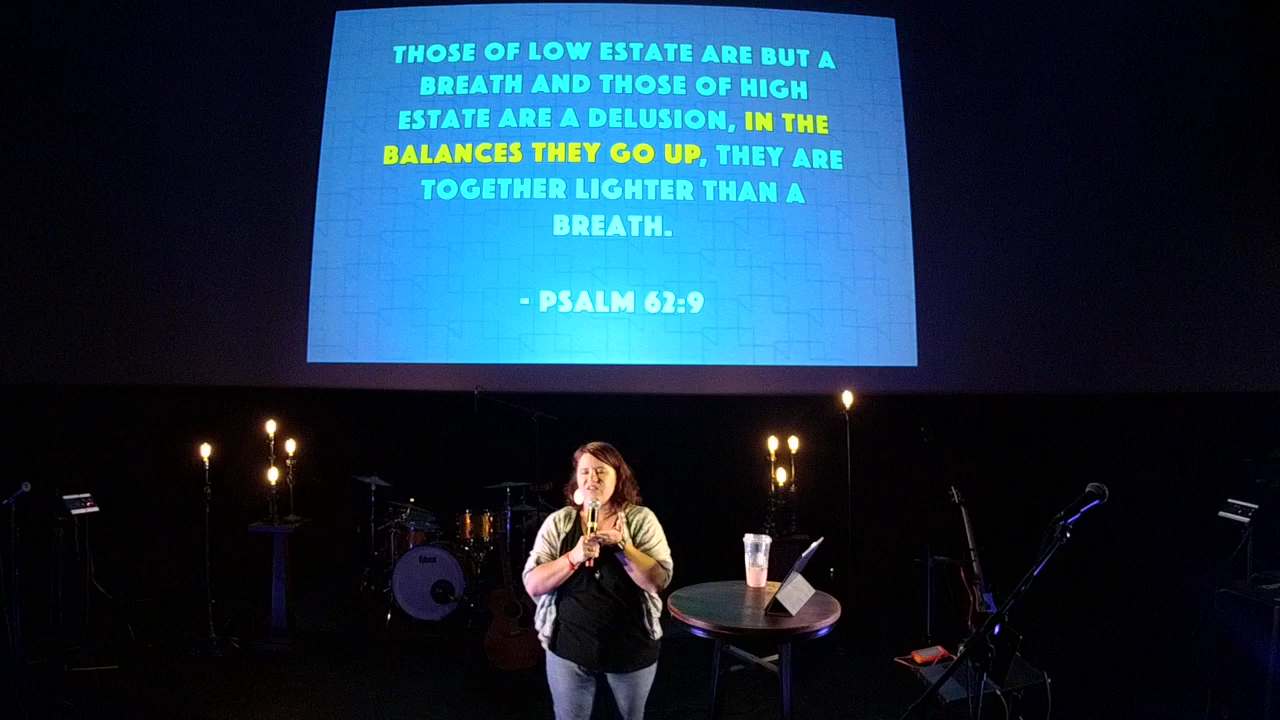 THOSE OF LOW ESTATE ARE BUT A
BREATH AND THOSE OF HIGH
ESTATE ARE A DELUSION, IN THE
BALANCES THEY GO UP, THEY ARE
TOGETHER LIGHTER THAN A
BREATH.
- PSALM 62:9